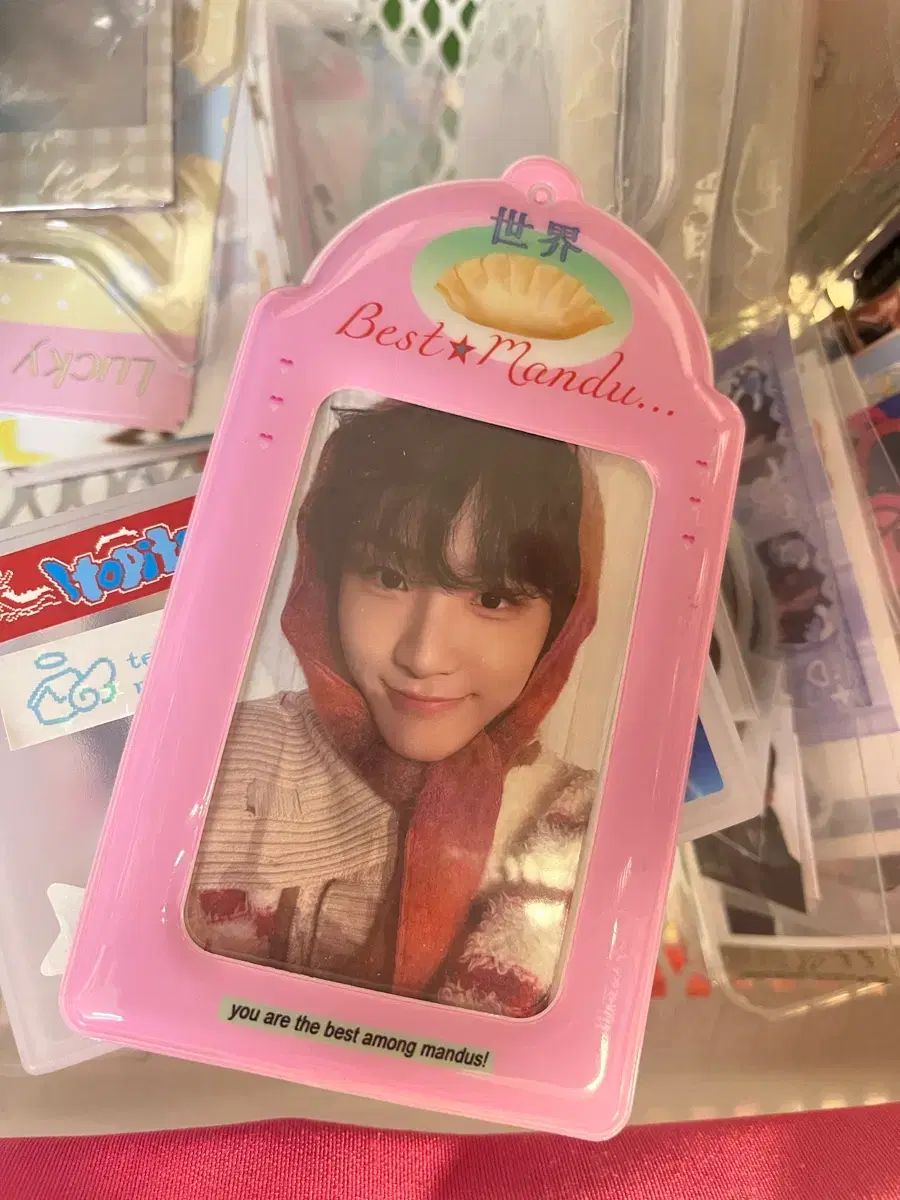 世界
Best★Mandu...
LUCKY
you are the best among mandus!